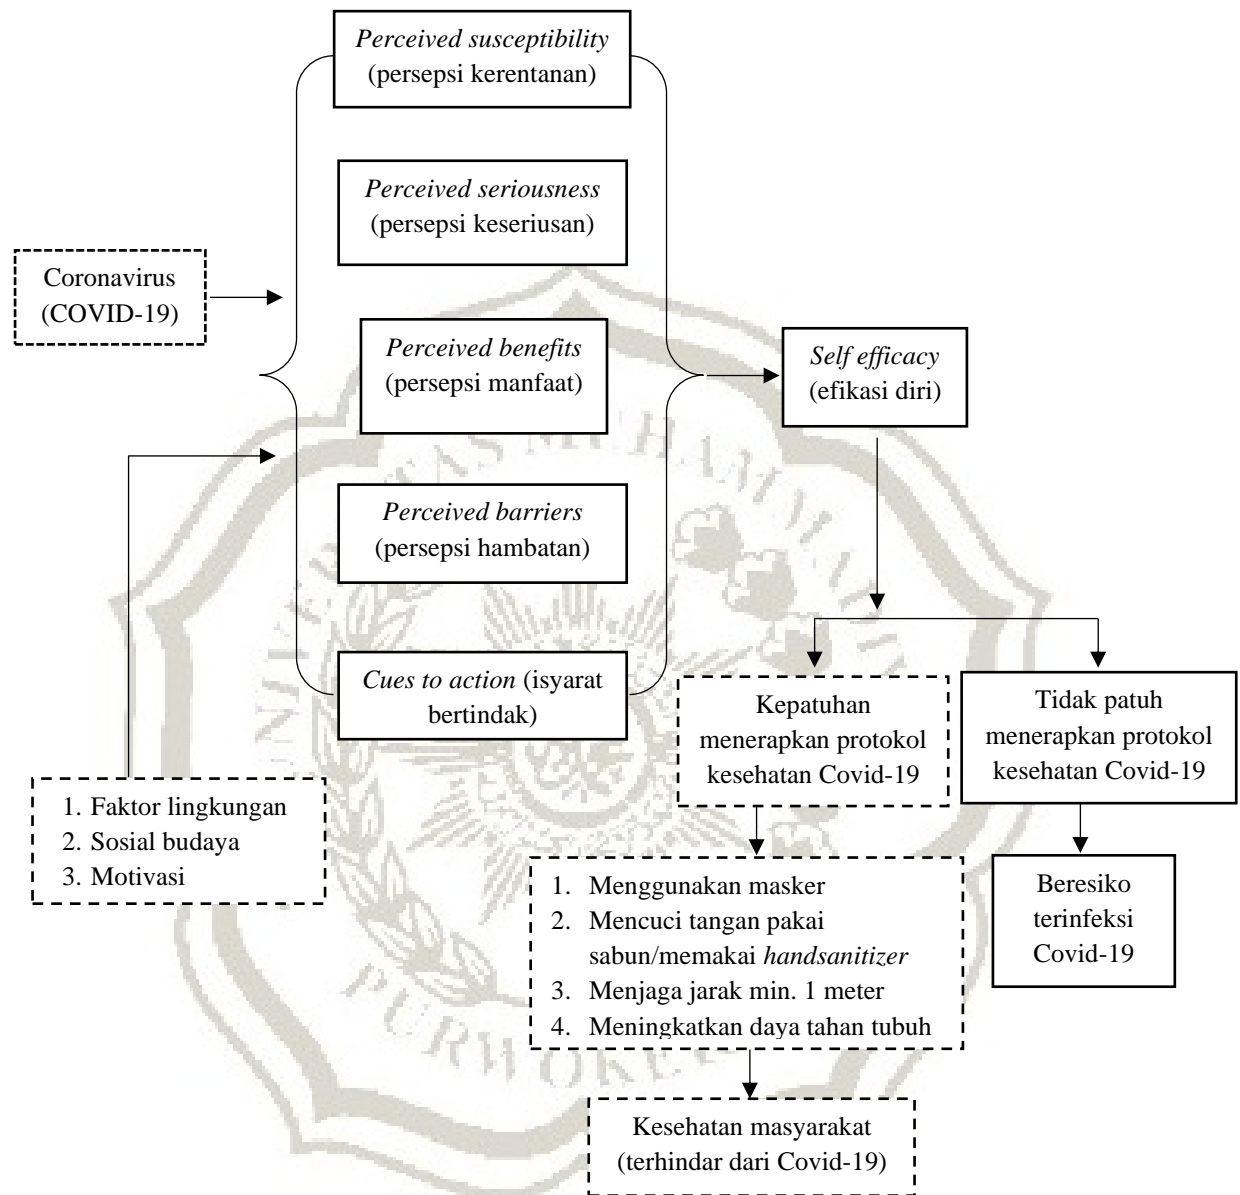 Perceived susceptibility
(persepsi kerentanan)
Perceived seriousness
(persepsi keseriusan)
Coronavirus
(COVID-19)
Perceived benefits
(persepsi manfaat)
Self efficacy
(efikasi diri)
Perceived barriers
(persepsi hambatan)
Cues to action (isyarat
bertindak)
Kepatuhan
menerapkan protokol
kesehatan Covid-19
Tidak patuh
menerapkan protokol
kesehatan Covid-19
1. Faktor lingkungan
2. Sosial budaya
3. Motivasi
1. Menggunakan masker
2. Mencuci tangan pakai
sabun/memakai handsanitizer
3. Menjaga jarak min. 1 meter
4. Meningkatkan daya tahan tubuh
Beresiko
terinfeksi
Covid-19
Kesehatan masyarakat
(terhindar dari Covid-19)